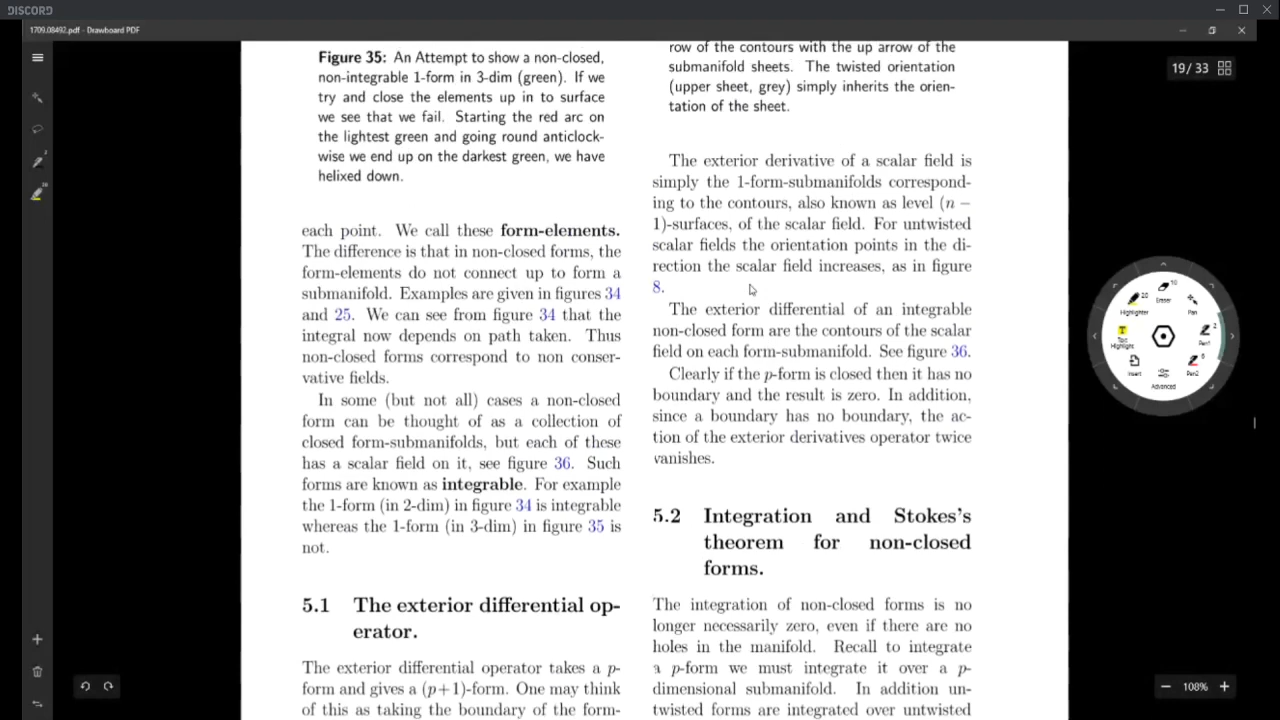 DISCORD
1709.08492.pdf - Drawboard PDF
19/33
Figure 35: An Attempt to show a non-closed,
non-integrable 1-form in 3-dim (green). If we
try and close the elements up in to surface
we see that we fail. Starting the red arc on
the lightest green and going round anticlock-
wise we end up on the darkest green, we have
helixed down.
each point. We call these form-elements.
The difference is that in non-closed forms, the
form-elements do not connect up to form a
submanifold. Examples are given in figures 34
and 25. We can see from figure 34 that the
integral now depends on path taken. Thus
non-closed forms correspond to non conser-
vative fields.
In some (but not all) cases a non-closed
form can be thought of as a collection of
closed form-submanifolds, but each of these
has a scalar field on it, see figure 36. Such
forms are known as integrable. For example
the 1-form (in 2-dim) in figure 34 is integrable
whereas the 1-form (in 3-dim) in figure 35 is
not.
5.1 The exterior differential op-
erator.
The exterior differential operator takes a p-
form and gives a (p+1)-form. One may think
of this as taking the boundary of the form-
row of the contours with the up arrow of the
submanifold sheets. The twisted orientation
(upper sheet, grey) simply inherits the orien-
tation of the sheet.
The exterior derivative of a scalar field is
simply the 1-form-submanifolds correspond-
ing to the contours, also known as level (n −
1)-surfaces, of the scalar field. For untwisted
scalar fields the orientation points in the di-
rection the scalar field increases, as in figure
8.
The exterior differential of an integrable
non-closed form are the contours of the scalar
field on each form-submanifold. See figure 36.
Clearly if the p-form is closed then it has no
boundary and the result is zero. In addition,
since a boundary has no boundary, the ac-
tion of the exterior derivatives operator twice
vanishes.
5.2 Integration and Stokes's
theorem for non-closed
forms.
The integration of non-closed forms is no
longer necessarily zero, even if there are no
holes in the manifold. Recall to integrate
a p-form we must integrate it over a p-
dimensional submanifold. In addition un-
twisted forms are integrated over untwisted
Eraser
Highlighter
Pen
Text Highlight
Pen1
Insert
Pen2
Advanced
108%